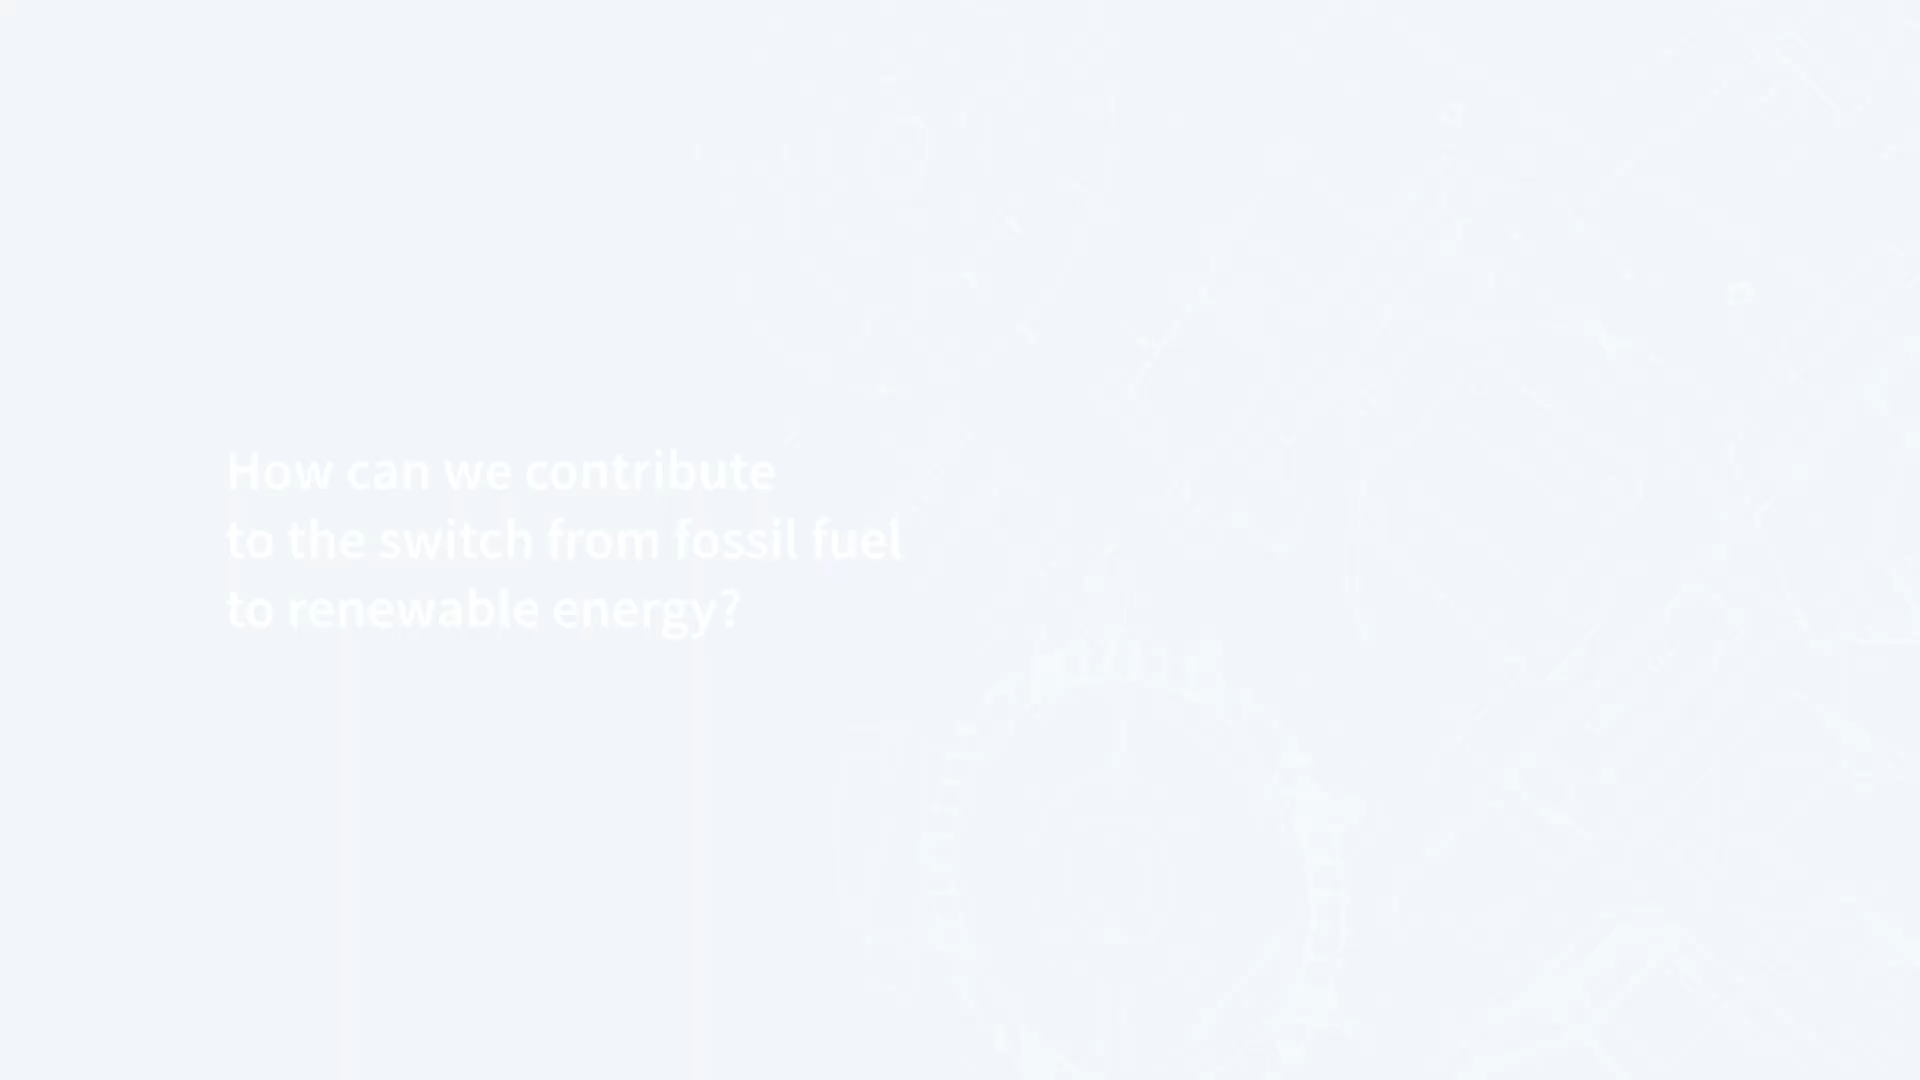 How can we contribute
to the switch from fossil fuel
to renewable energy?